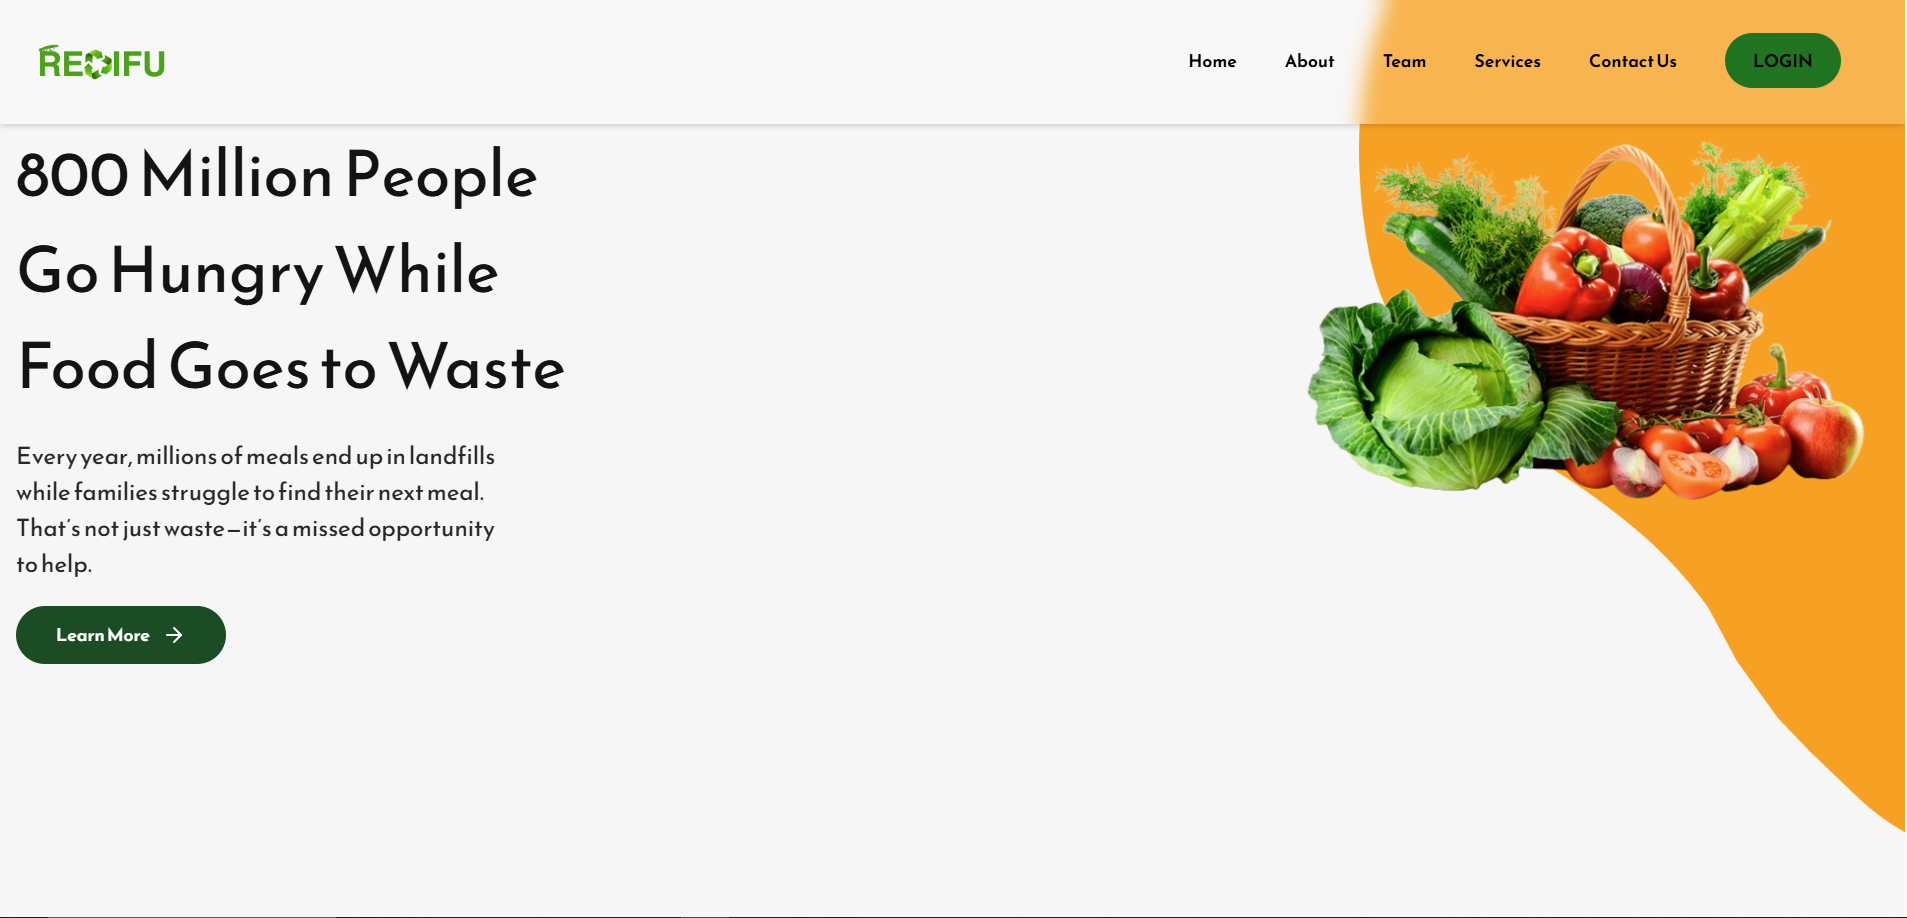 Home About Team Services Contact Us LOGIN
800 Million People
Go Hungry While
Food Goes to Waste
Every year, millions of meals end up in landfills
while families struggle to find their next meal.
That's not just waste—it's a missed opportunity
to help.
Learn More